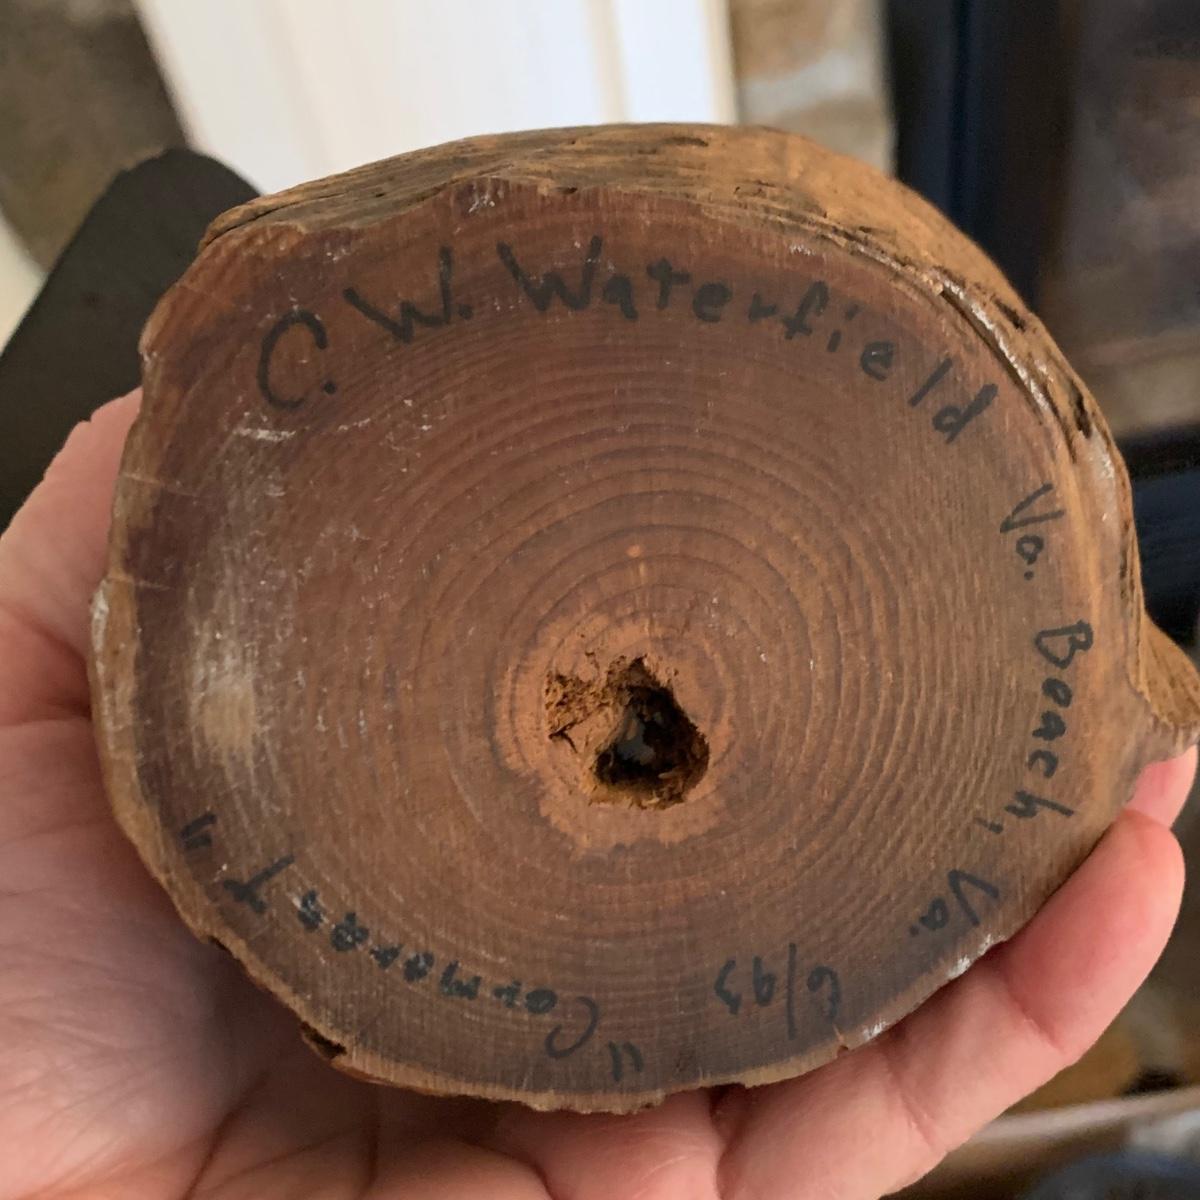 C. W. Waterfield
Va. Beach, Va.
6/93
"Cormorant"